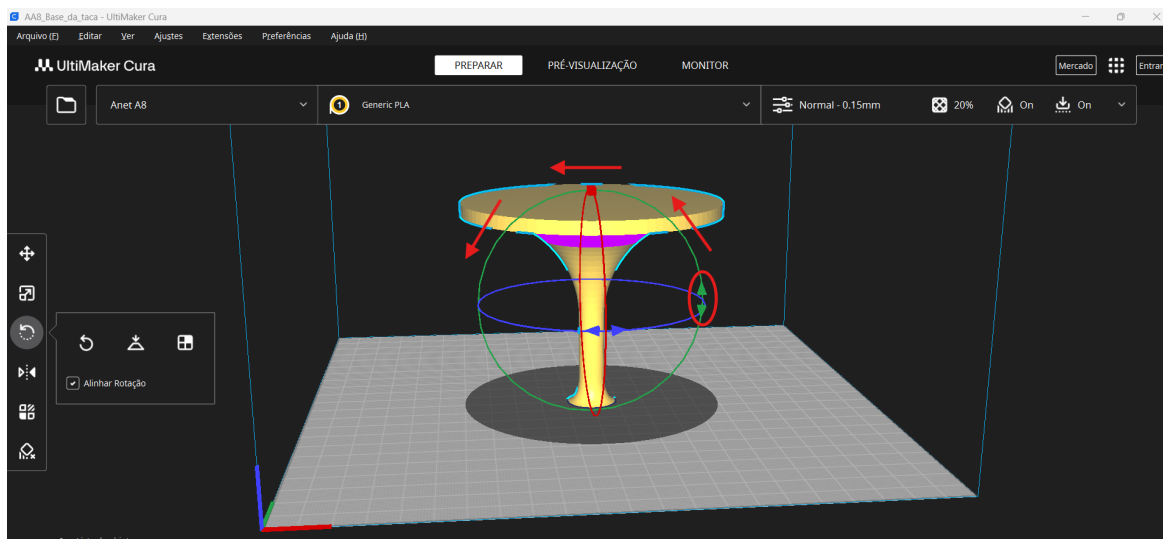 AA8_Base_da_taca - UltiMaker Cura
Arquivo (F) Editar Ver Ajustes Extensões Preferências Ajuda (H)
UltiMaker Cura PREPARAR PRÉ-VISUALIZAÇÃO MONITOR Mercado Entrar
Anet A8 1 Generic PLA Normal - 0.15mm 20% On On
Alinhar Rotação